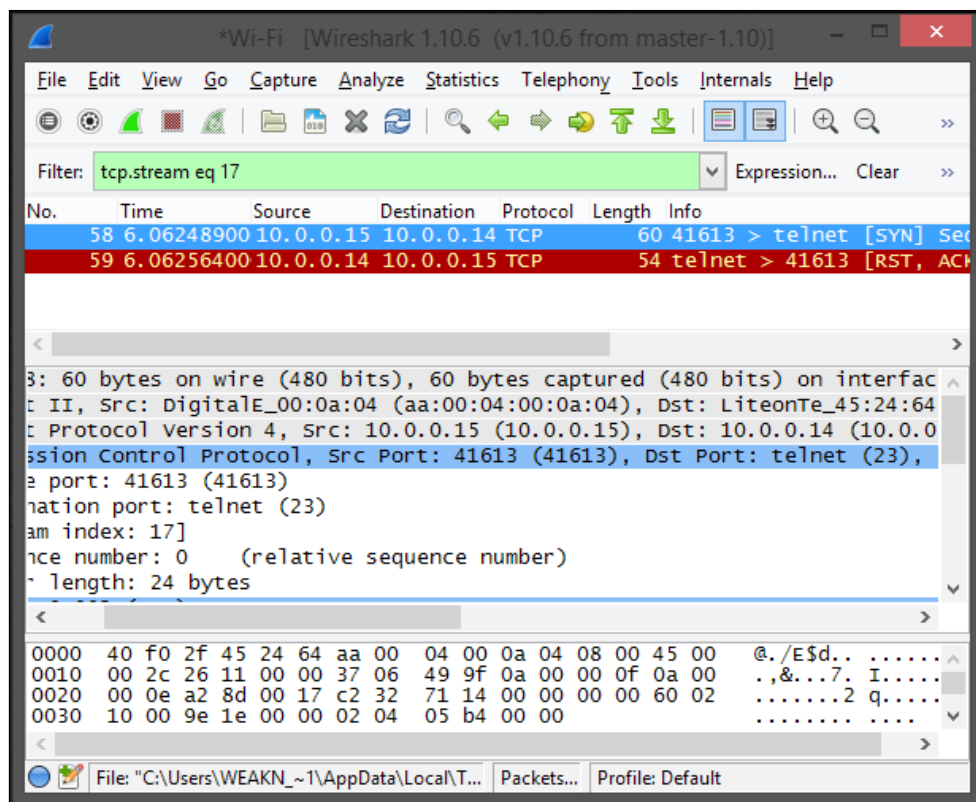 *Wi-Fi [Wireshark 1.10.6 (v1.10.6 from master-1.10)]
File Edit View Go Capture Analyze Statistics Telephony Tools Internals Help
Filter: tcp.stream eq 17 Expression... Clear
No. Time Source Destination Protocol Length Info
58 6.06248900 10.0.0.15 10.0.0.14 TCP 60 41613 > telnet [SYN] Sec
59 6.06256400 10.0.0.14 10.0.0.15 TCP 54 telnet > 41613 [RST, ACK
8: 60 bytes on wire (480 bits), 60 bytes captured (480 bits) on interfac
t II, Src: DigitalE_00:0a:04 (aa:00:04:00:0a:04), Dst: LiteonTe_45:24:64
t Protocol Version 4, Src: 10.0.0.15 (10.0.0.15), Dst: 10.0.0.14 (10.0.0
ssion Control Protocol, Src Port: 41613 (41613), Dst Port: telnet (23),
e port: 41613 (41613)
nation port: telnet (23)
am index: 17]
nce number: 0 (relative sequence number)
r length: 24 bytes
0000 40 f0 2f 45 24 64 aa 00 04 00 0a 04 08 00 45 00 @./E$d.. ......
0010 00 2c 26 11 00 00 37 06 49 9f 0a 00 00 0f 0a 00 .,&...7. I.....
0020 00 0e a2 8d 00 17 c2 32 71 14 00 00 00 00 60 02 .......2 q.....
0030 10 00 9e 1e 00 00 02 04 05 b4 00 00 ........ ....
File: "C:\Users\WEAKN_~1\AppData\Local\T... Packets... Profile: Default